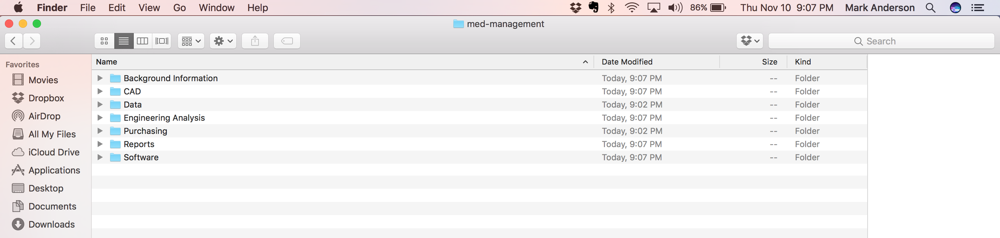 Finder File Edit View Go Window Help 86% Thu Nov 10 9:07 PM Mark Anderson
med-management
Search
Favorites
Movies
Dropbox
AirDrop
All My Files
iCloud Drive
Applications
Desktop
Documents
Downloads
Name Date Modified Size Kind
Background Information Today, 9:07 PM -- Folder
CAD Today, 9:07 PM -- Folder
Data Today, 9:02 PM -- Folder
Engineering Analysis Today, 9:07 PM -- Folder
Purchasing Today, 9:02 PM -- Folder
Reports Today, 9:07 PM -- Folder
Software Today, 9:07 PM -- Folder